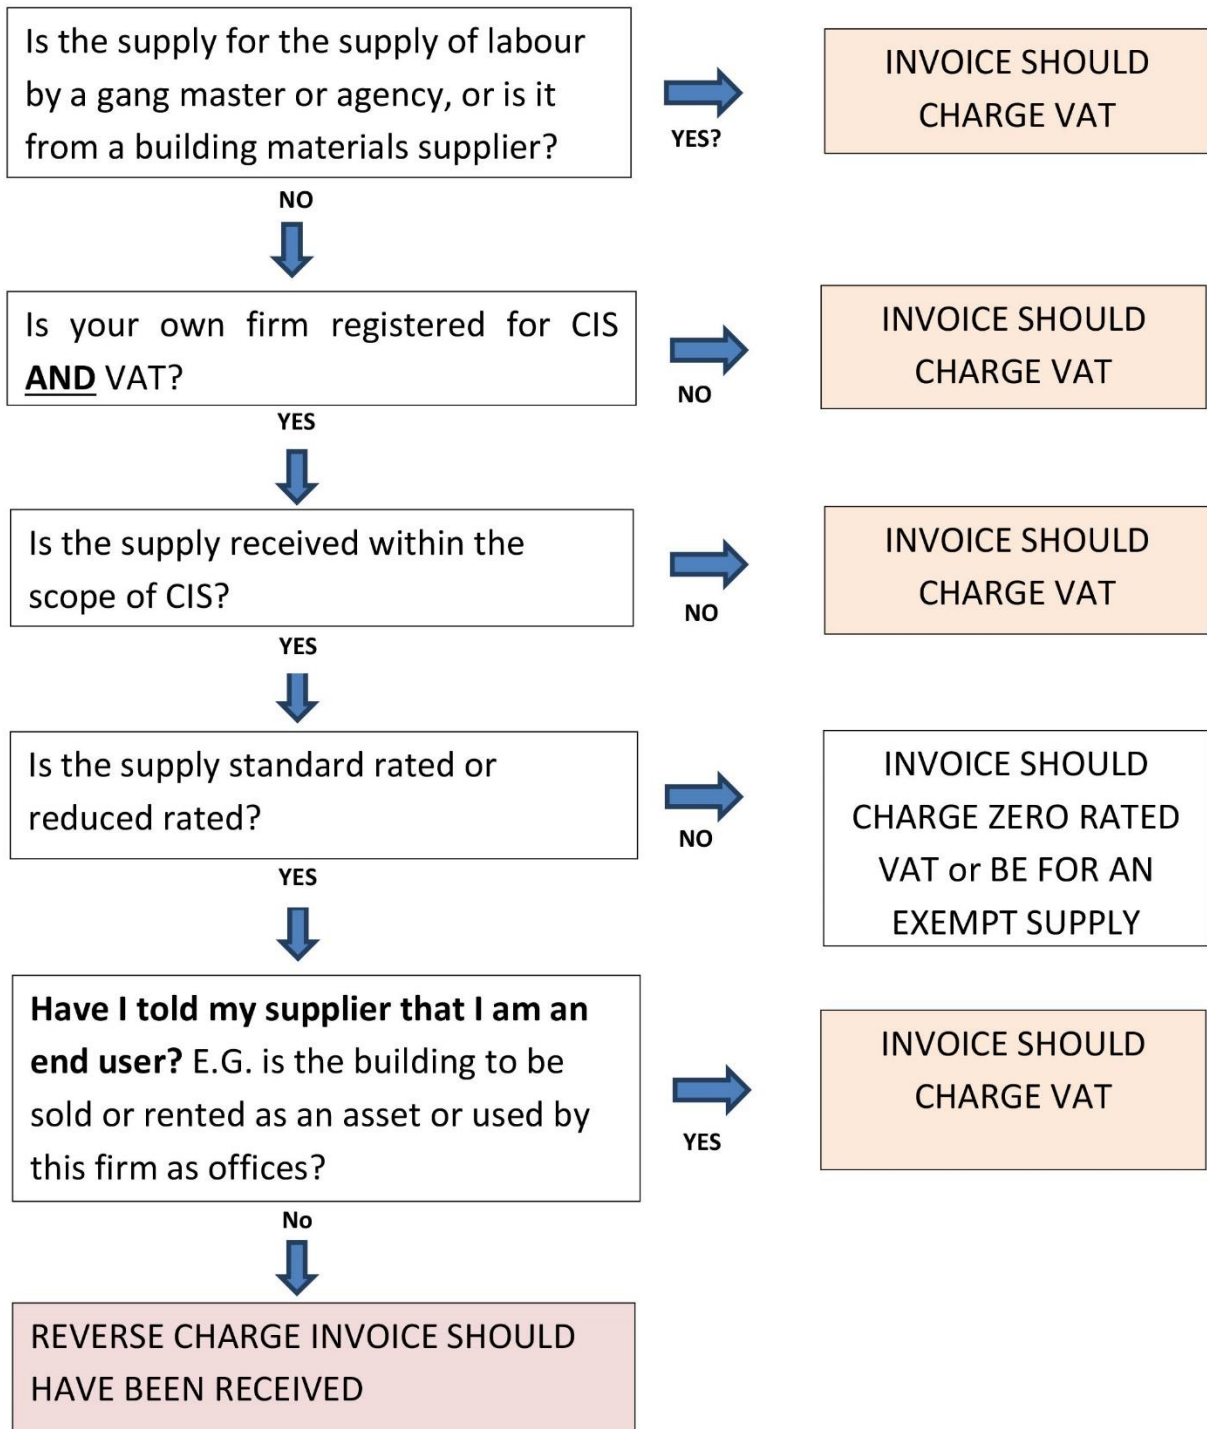 Is the supply for the supply of labour
by a gang master or agency, or is it
from a building materials supplier?
YES?
INVOICE SHOULD
CHARGE VAT
NO
Is your own firm registered for CIS
AND VAT?
NO
INVOICE SHOULD
CHARGE VAT
YES
Is the supply received within the
scope of CIS?
NO
INVOICE SHOULD
CHARGE VAT
YES
Is the supply standard rated or
reduced rated?
NO
INVOICE SHOULD
CHARGE ZERO RATED
VAT or BE FOR AN
EXEMPT SUPPLY
YES
Have I told my supplier that I am an
end user? E.G. is the building to be
sold or rented as an asset or used by
this firm as offices?
YES
INVOICE SHOULD
CHARGE VAT
No
REVERSE CHARGE INVOICE SHOULD
HAVE BEEN RECEIVED